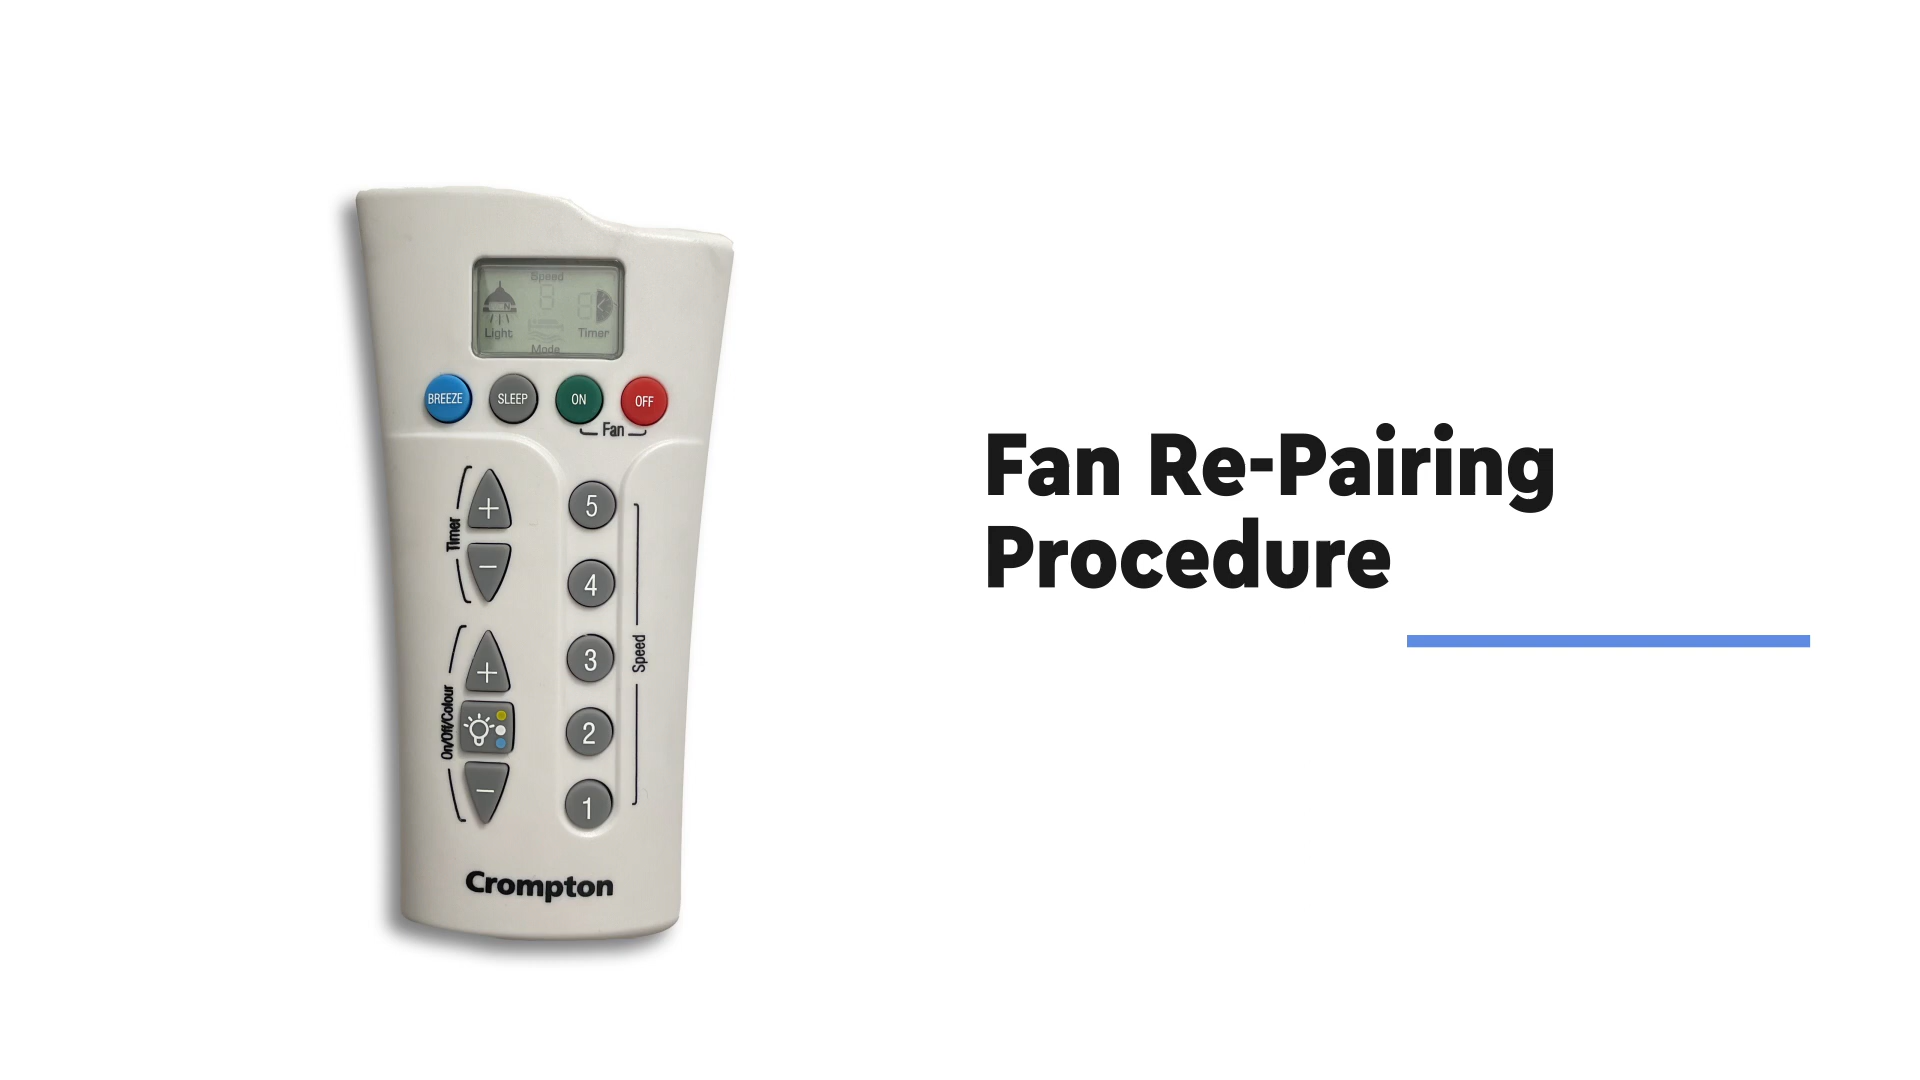 Speed
Light
Timer
Mode
BREEZE
SLEEP
ON
OFF
Fan
Timer
+
−
5
4
3
2
1
Speed
On/Off/Colour
+
−
Crompton
Fan Re-Pairing
Procedure